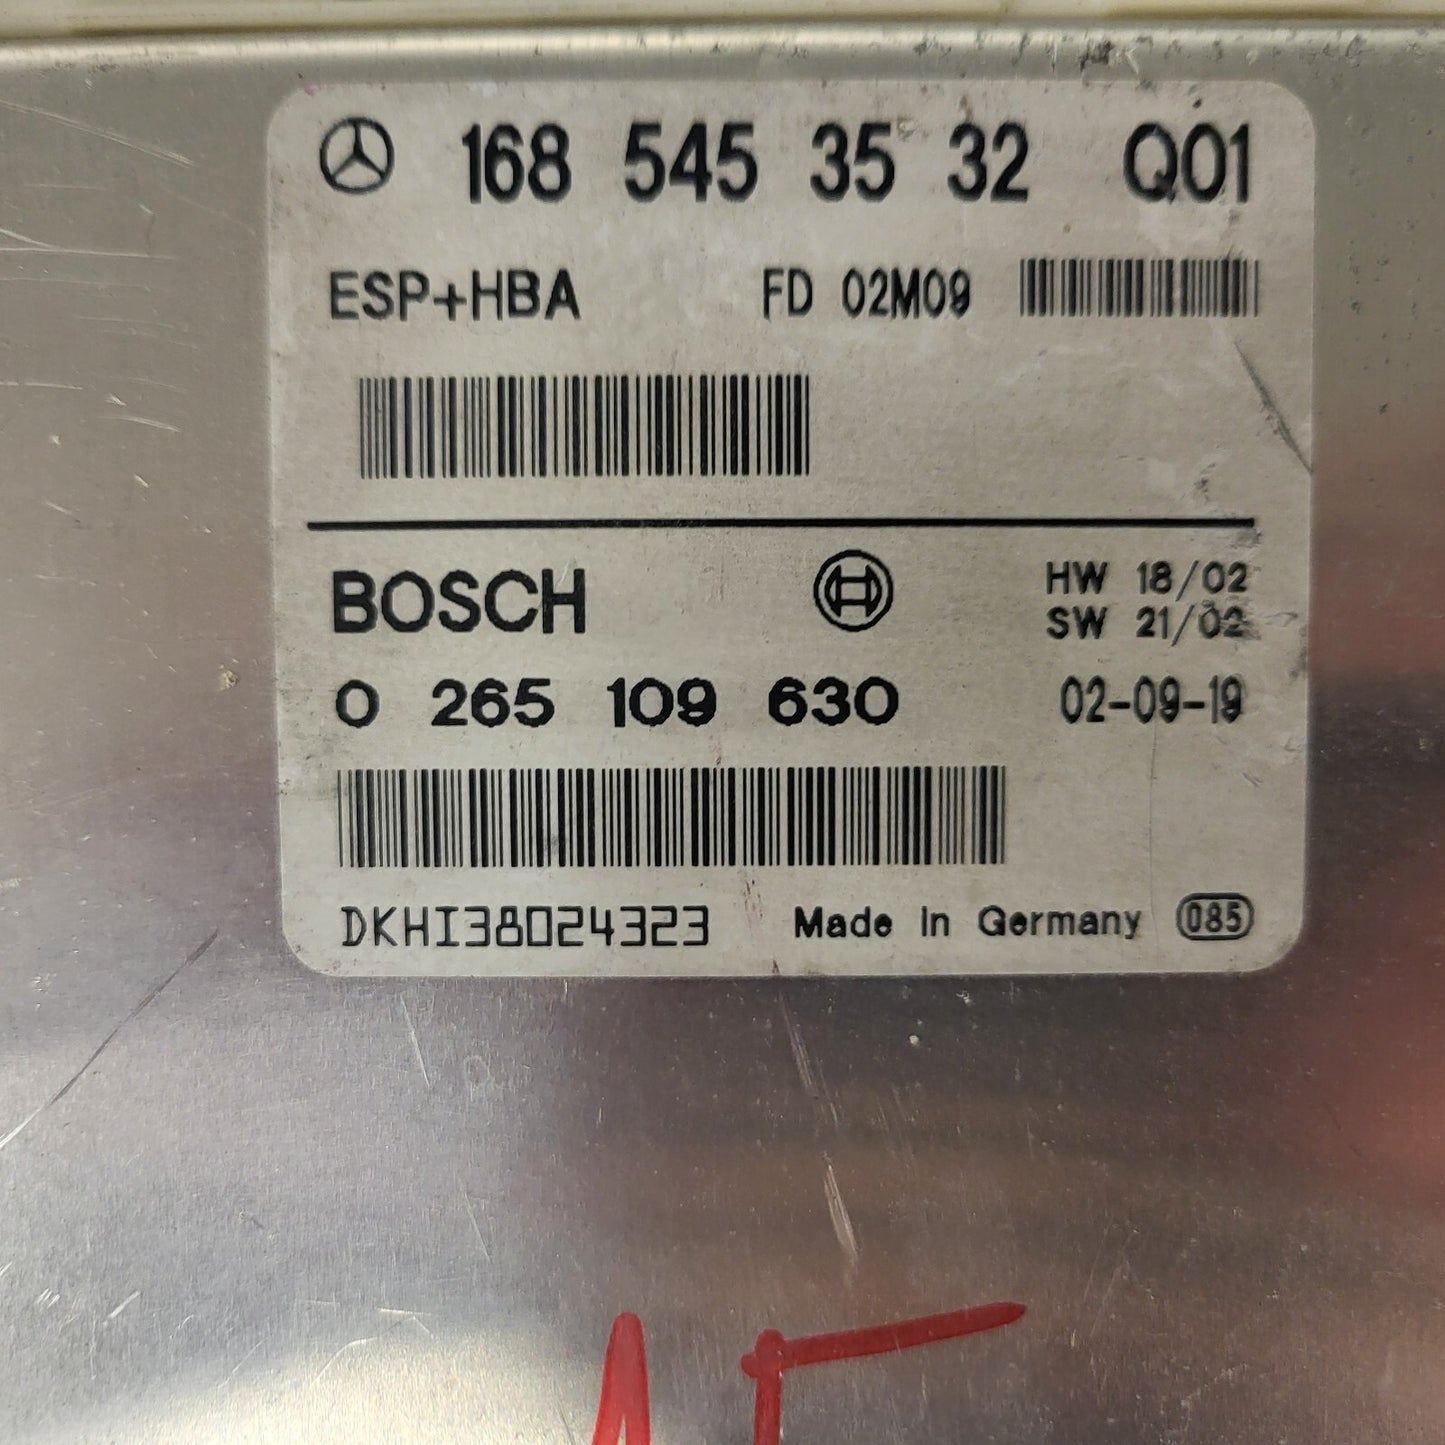 168 545 35 32 Q01
ESP+HBA FD 02M09
BOSCH HW 18/02
SW 21/02
0 265 109 630 02-09-19
DKHI38024323 Made in Germany 085